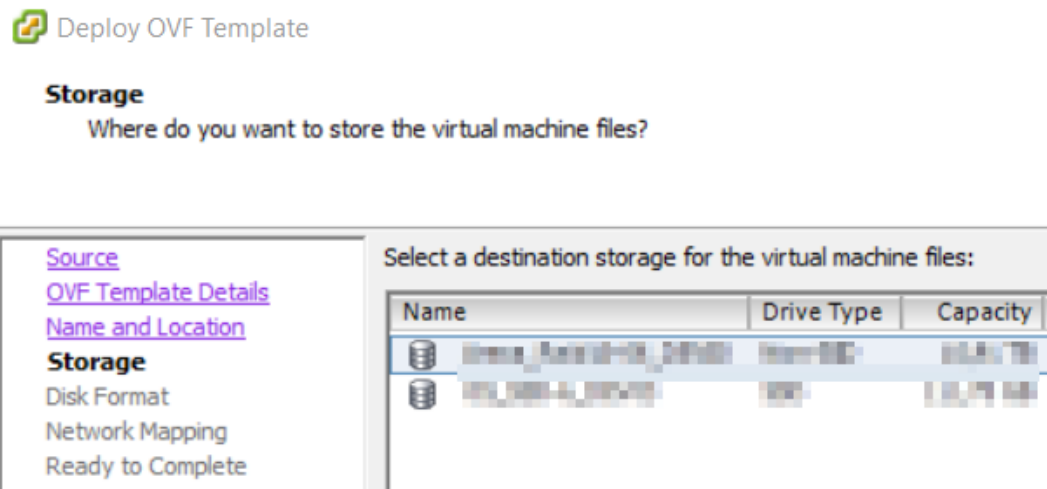 Deploy OVF Template
Storage
Where do you want to store the virtual machine files?
Source
OVF Template Details
Name and Location
Storage
Disk Format
Network Mapping
Ready to Complete
Select a destination storage for the virtual machine files:
Name Drive Type Capacity